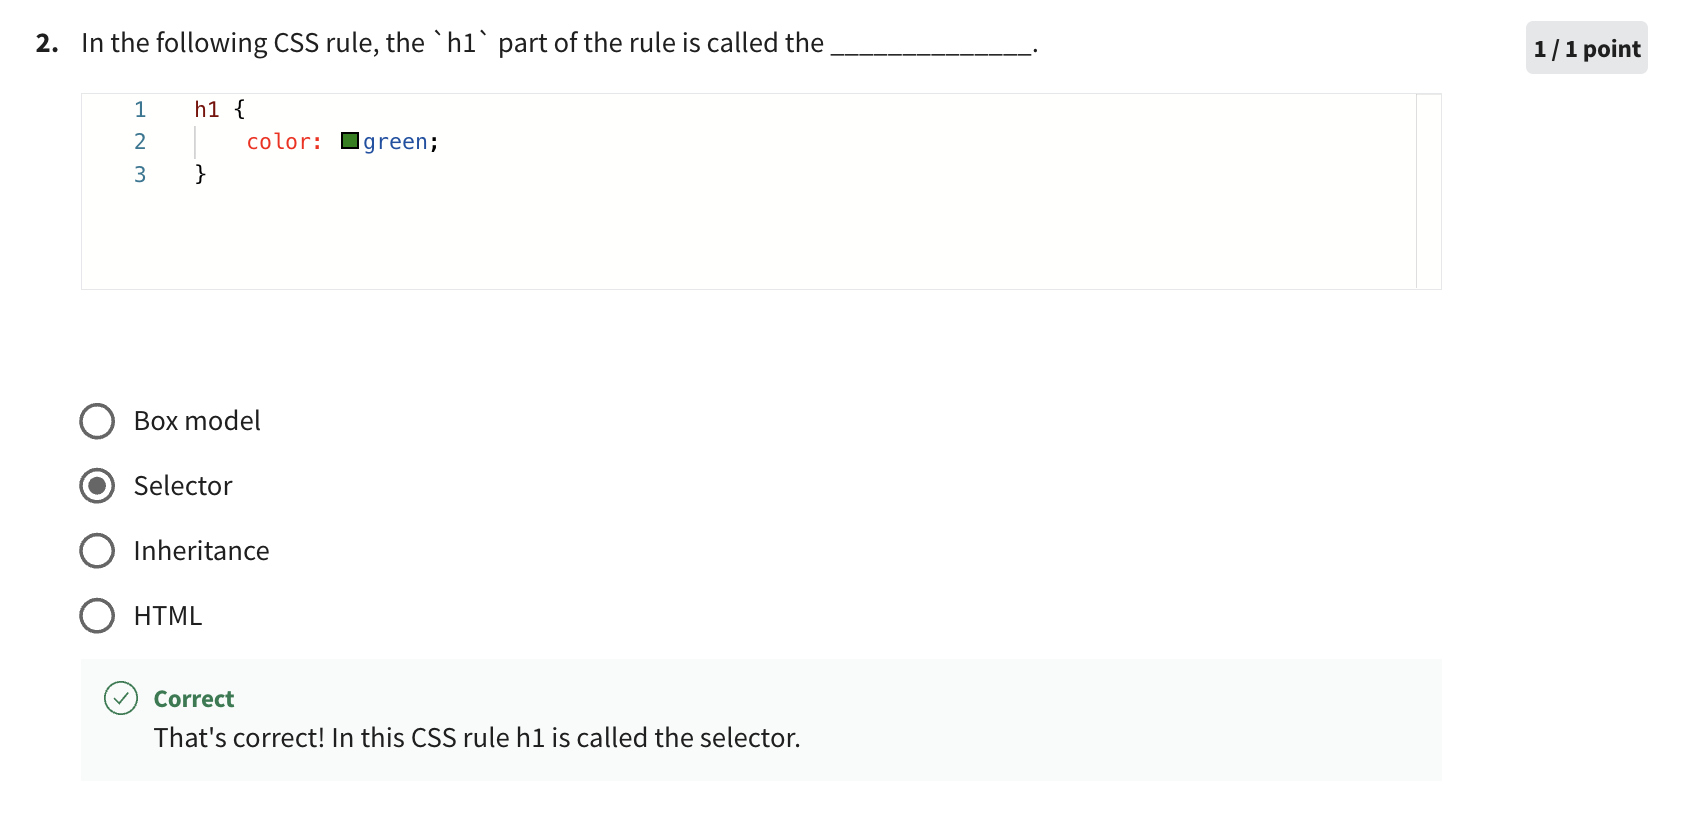 2. In the following CSS rule, the `h1` part of the rule is called the ______________.
1 / 1 point
1 h1 {
2 color: green;
3 }
Box model
Selector
Inheritance
HTML
Correct
That's correct! In this CSS rule h1 is called the selector.